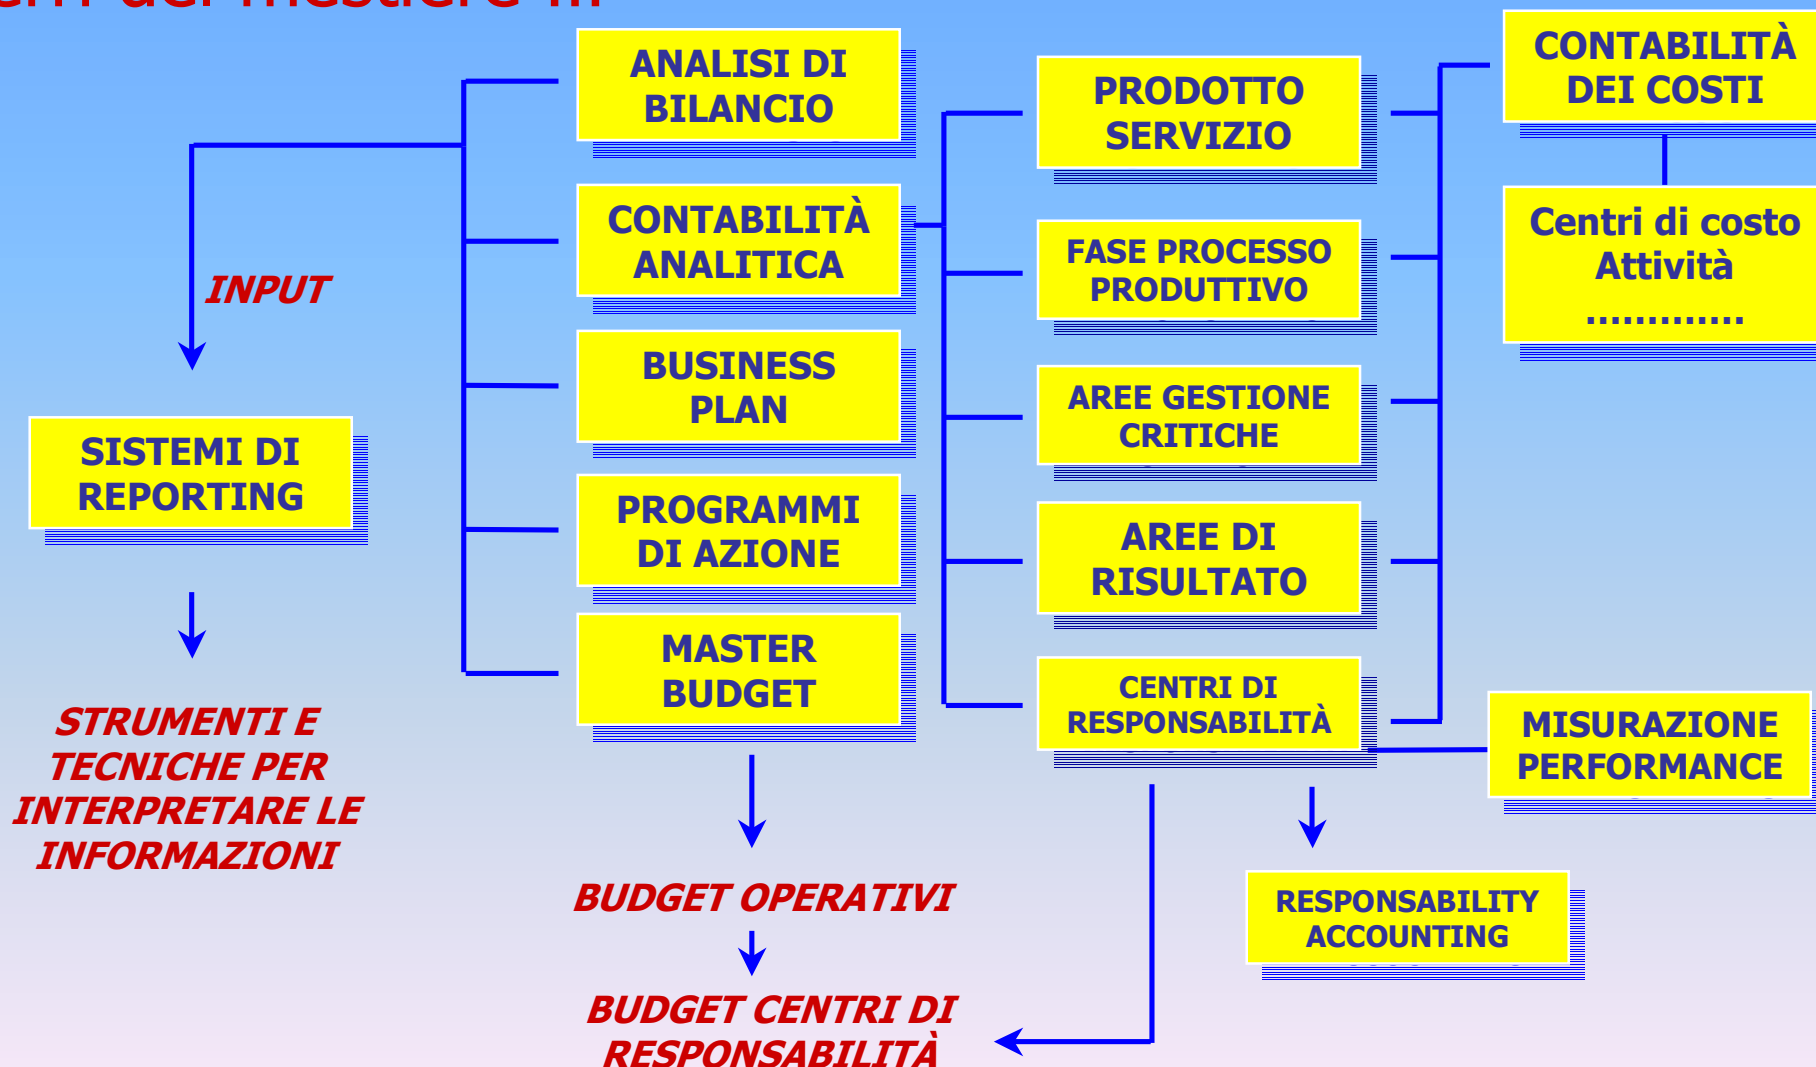 del mestiere ...
ANALISI DI
BILANCIO
CONTABILITÀ
ANALITICA
BUSINESS
PLAN
PROGRAMMI
DI AZIONE
MASTER
BUDGET
BUDGET OPERATIVI
BUDGET CENTRI DI
RESPONSABILITÀ
INPUT
SISTEMI DI
REPORTING
STRUMENTI E
TECNICHE PER
INTERPRETARE LE
INFORMAZIONI
PRODOTTO
SERVIZIO
FASE PROCESSO
PRODUTTIVO
AREE GESTIONE
CRITICHE
AREE DI
RISULTATO
CENTRI DI
RESPONSABILITÀ
CONTABILITÀ
DEI COSTI
Centri di costo
Attività
.............
MISURAZIONE
PERFORMANCE
RESPONSABILITY
ACCOUNTING